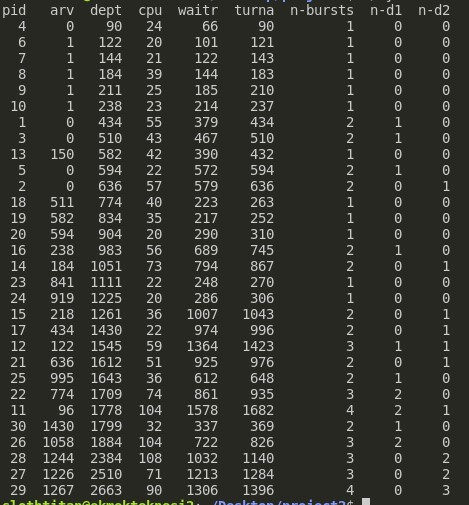 pid arv dept cpu waitr turna n-bursts n-d1 n-d2
4 0 90 24 66 90 1 0 0
6 1 122 20 101 121 1 0 0
7 1 144 21 122 143 1 0 0
8 1 184 39 144 183 1 0 0
9 1 211 25 185 210 1 0 0
10 1 238 23 214 237 1 0 0
1 0 434 55 379 434 2 1 0
3 0 510 43 467 510 2 1 0
13 150 582 42 390 432 1 0 0
5 0 594 22 572 594 2 1 0
2 0 636 57 579 636 2 0 1
18 511 774 40 223 263 1 0 0
19 582 834 35 217 252 1 0 0
20 594 904 20 290 310 1 0 0
16 238 983 56 689 745 2 1 0
14 184 1051 73 794 867 2 0 1
23 841 1111 22 248 270 1 0 0
24 919 1225 20 286 306 1 0 0
15 218 1261 36 1007 1043 2 0 1
17 434 1430 22 974 996 2 0 1
12 122 1545 59 1364 1423 3 1 1
21 636 1612 51 925 976 2 0 1
25 995 1643 36 612 648 2 1 0
22 774 1709 74 861 935 3 2 0
11 96 1778 104 1578 1682 4 2 1
30 1430 1799 32 337 369 2 1 0
26 1058 1884 104 722 826 3 2 0
28 1244 2384 108 1032 1140 3 0 2
27 1226 2510 71 1213 1284 3 0 2
29 1267 2663 90 1306 1396 4 0 3